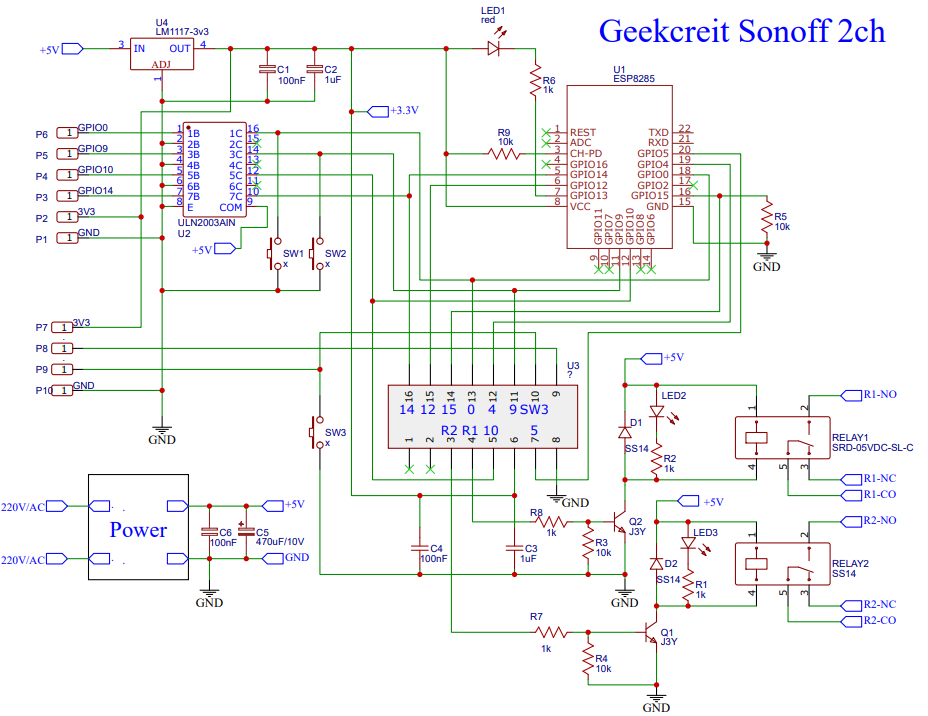 Geekcreit Sonoff 2ch
U4
LM1117-3v3
+5V
3 IN OUT 4
ADJ
1
C1
100nF
C2
1uF
LED1
red
R6
1k
U1
ESP8285
+3.3V
R9
10k
1 REST TXD 22
2 ADC RXD 21
3 CH-PD GPIO5 20
4 GPIO16 GPIO4 19
5 GPIO14 GPIO0 18
6 GPIO12 GPIO2 17
7 GPIO13 GPIO15 16
8 VCC GND 15
GPIO11 GPIO7 GPIO9 GPIO10 GPIO8 GPIO6
9 10 11 12 13 14
R5
10k
GND
P6 1 GPIO0
P5 1 GPIO9
P4 1 GPIO10
P3 1 GPIO14
P2 1 3V3
P1 1 GND
1 1B 1C 16
2 2B 2C 15
3 3B 3C 14
4 4B 4C 13
5 5B 5C 12
6 6B 6C 11
7 7B 7C 10
8 E COM 9
ULN2003AIN
U2
+5V
SW1
x
SW2
x
P7 1 3V3
P8 1
P9 1
P10 1 GND
GND
SW3
x
U3
?
16 15 14 13 12 11 10 9
14 12 15 0 4 9 SW3
R2 R1 10 5
1 2 3 4 5 6 7 8
GND
+5V
LED2
D1
SS14
R2
1k
RELAY1
SRD-05VDC-SL-C
1 2
4 5 3
R1-NO
R1-NC
R1-CO
220V/AC
220V/AC
Power
+5V
C6
100nF
C5
470uF/10V
GND
GND
C4
100nF
C3
1uF
R8
1k
R3
10k
Q2
J3Y
GND
+5V
LED3
D2
SS14
R1
1k
RELAY2
SS14
1 2
4 5 3
R2-NO
R2-NC
R2-CO
R7
1k
R4
10k
Q1
J3Y
GND